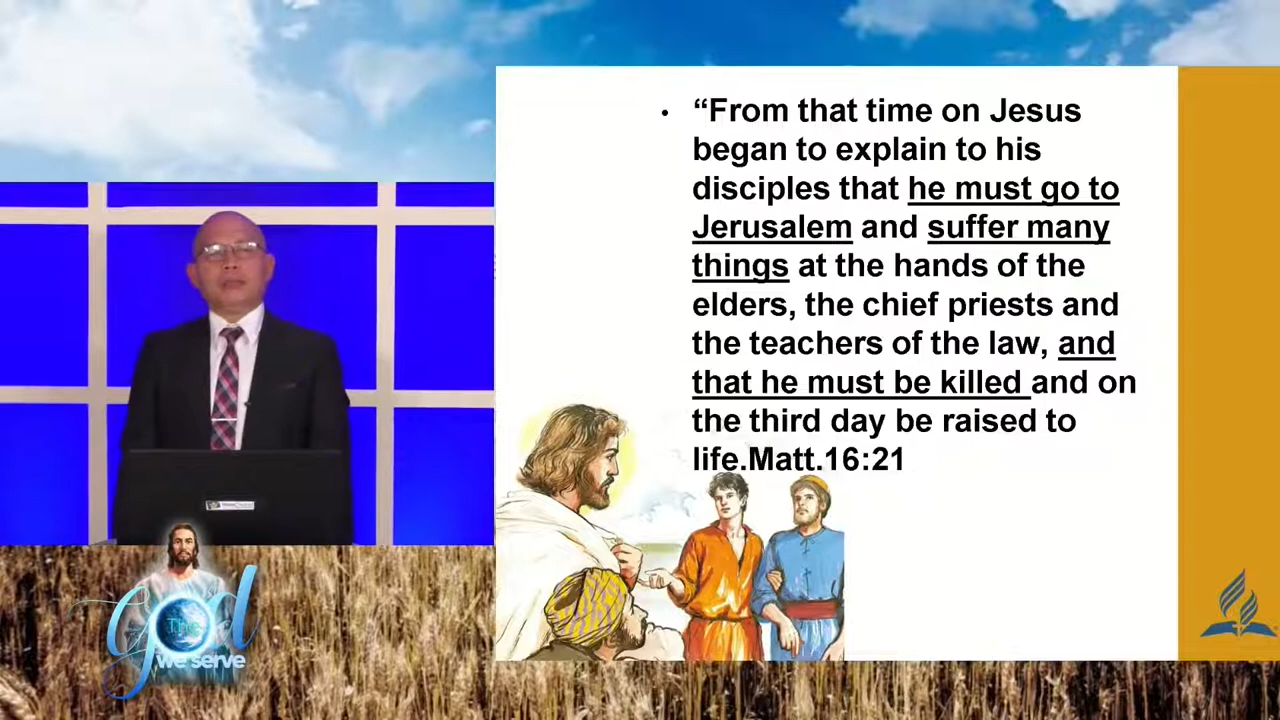 • “From that time on Jesus
began to explain to his
disciples that he must go to
Jerusalem and suffer many
things at the hands of the
elders, the chief priests and
the teachers of the law, and
that he must be killed and on
the third day be raised to
life.Matt.16:21
The
God
we serve